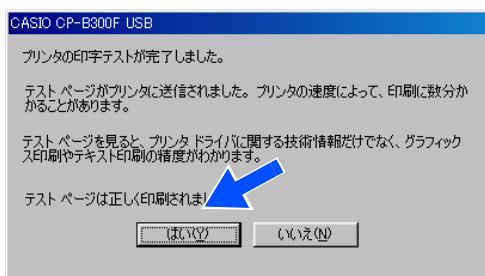 CASIO CP-B300F USB
プリンタの印字テストが完了しました。
テスト ページがプリンタに送信されました。プリンタの速度によって、印刷に数分か
かることがあります。
テスト ページを見ると、プリンタ ドライバに関する技術情報だけでなく、グラフィック
ス印刷やテキスト印刷の精度がわかります。
テスト ページは正しく印刷されまし
はい(Y)
いいえ(N)